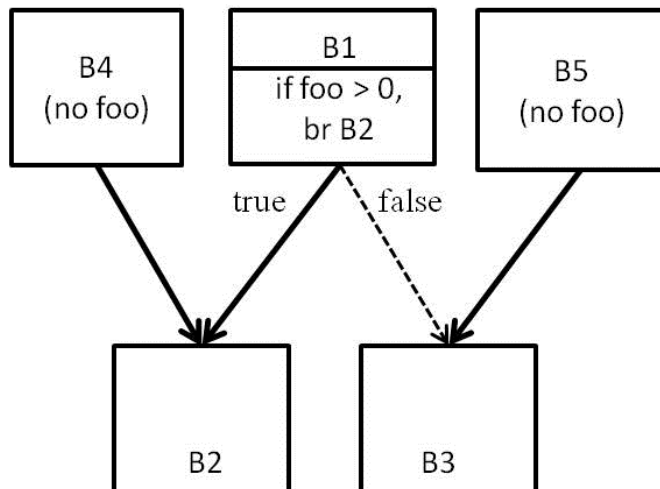 B4
(no foo)
B1
if foo > 0,
br B2
B5
(no foo)
true
false
B2
B3